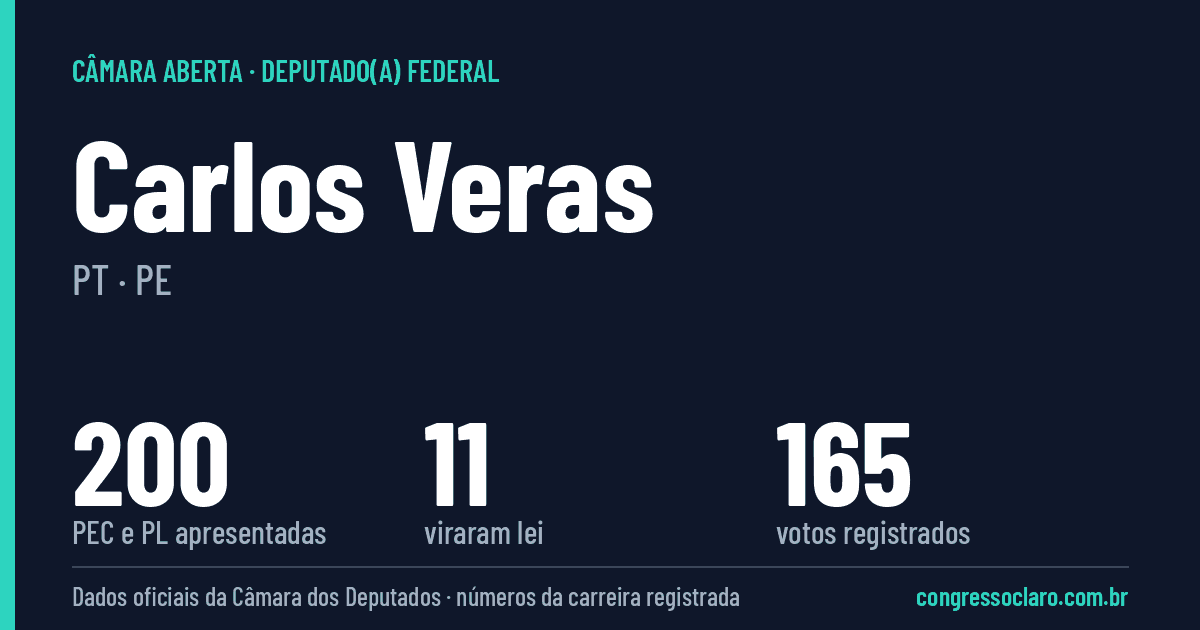 CÂMARA ABERTA · DEPUTADO(A) FEDERAL
Carlos Veras
PT · PE
200 11 165
PEC e PL apresentadas viraram lei votos registrados
Dados oficiais da Câmara dos Deputados · números da carreira registrada congressoclaro.com.br